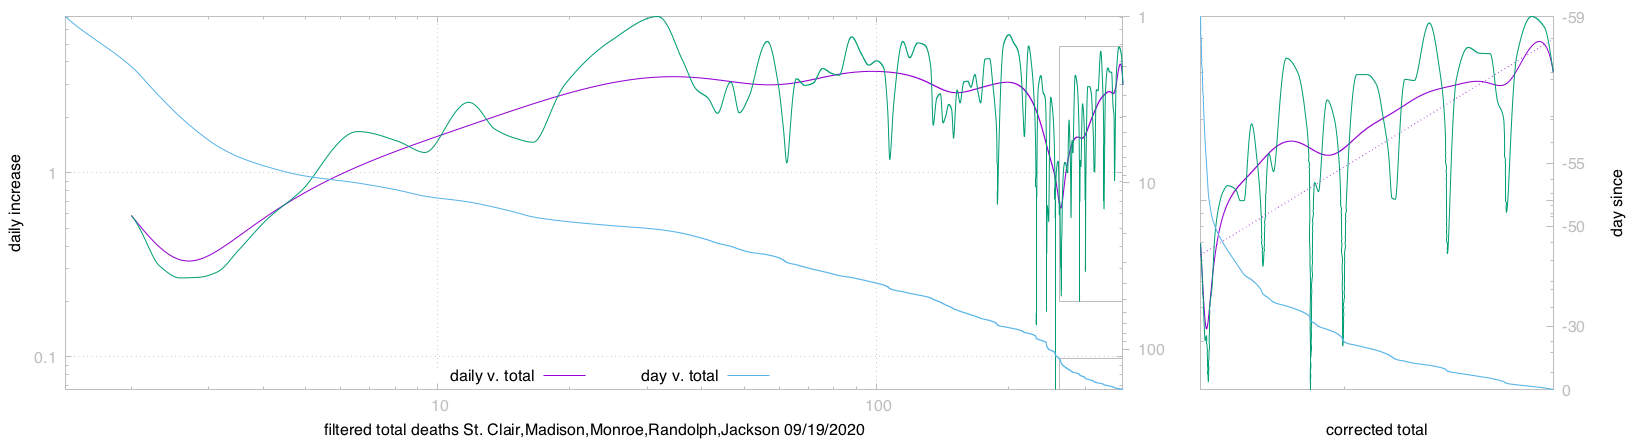 daily increase
1
0.1
10
100
1
10
100
daily v. total
day v. total
filtered total deaths St. Clair,Madison,Monroe,Randolph,Jackson 09/19/2020
-59
-55
-50
-30
0
day since
corrected total